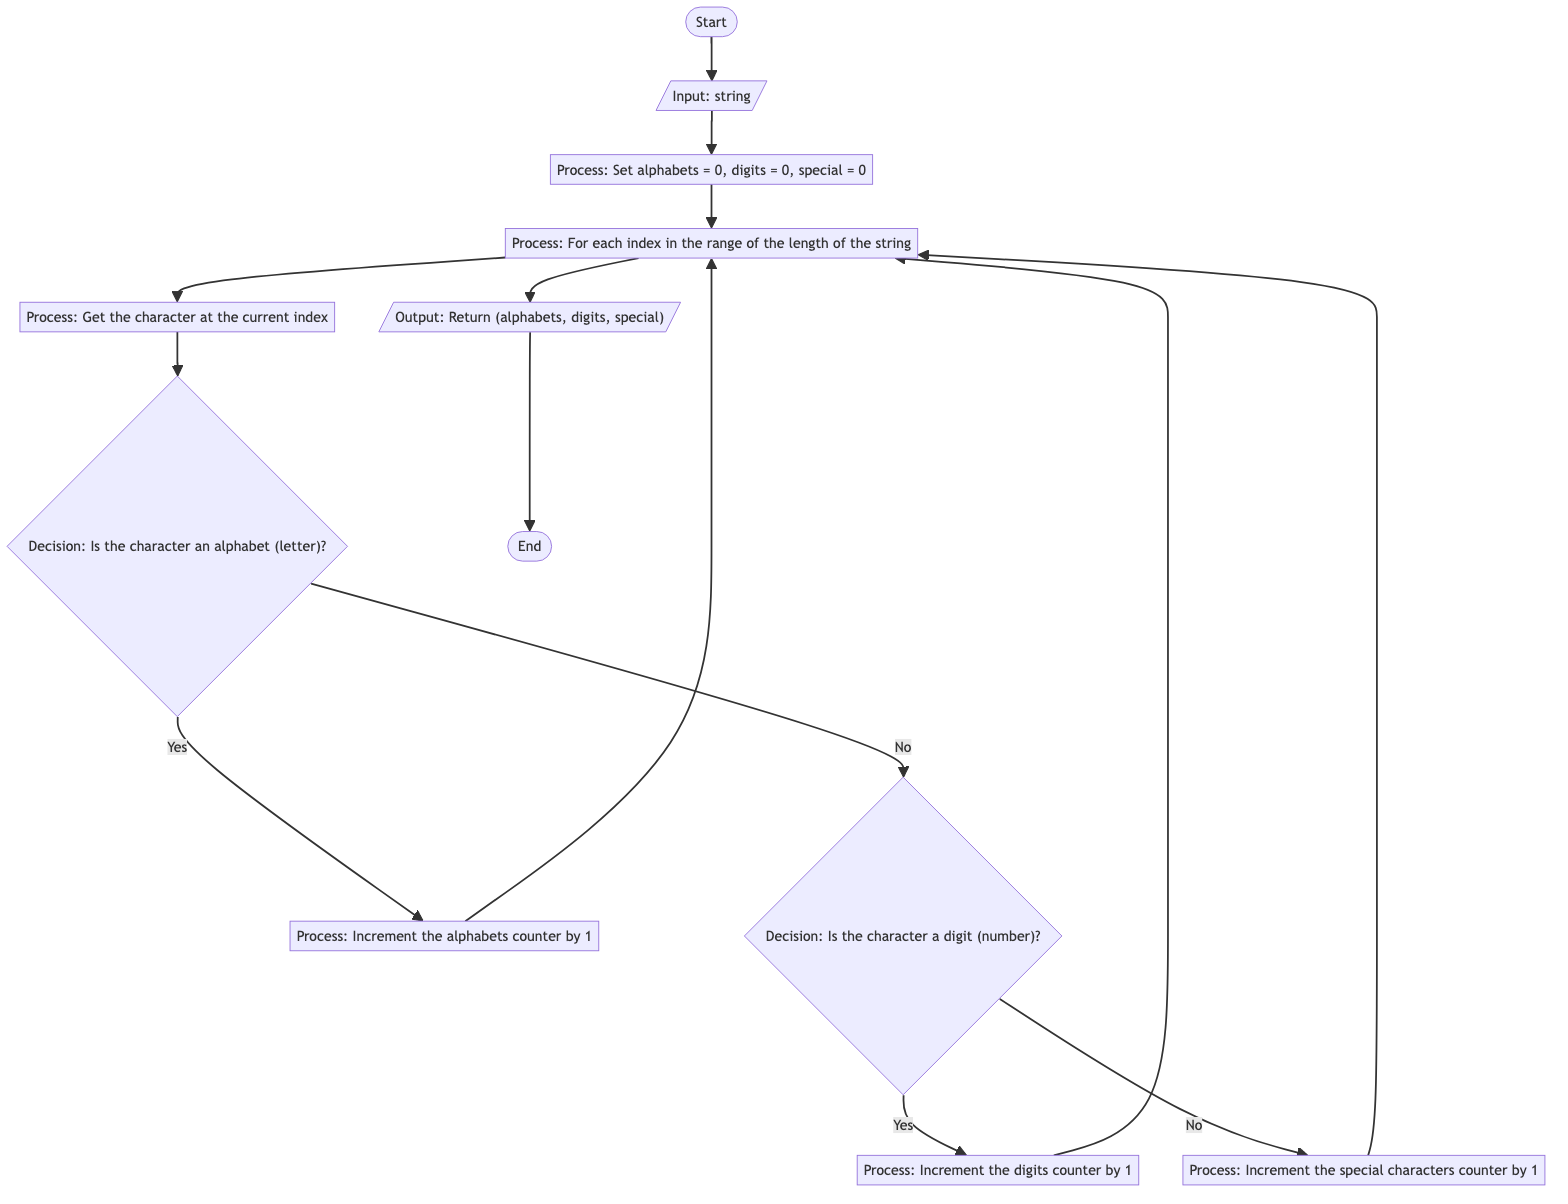 Start
Input: string
Process: Set alphabets = 0, digits = 0, special = 0
Process: For each index in the range of the length of the string
Process: Get the character at the current index
Output: Return (alphabets, digits, special)
Decision: Is the character an alphabet (letter)?
End
Yes
No
Process: Increment the alphabets counter by 1
Decision: Is the character a digit (number)?
Yes
No
Process: Increment the digits counter by 1
Process: Increment the special characters counter by 1